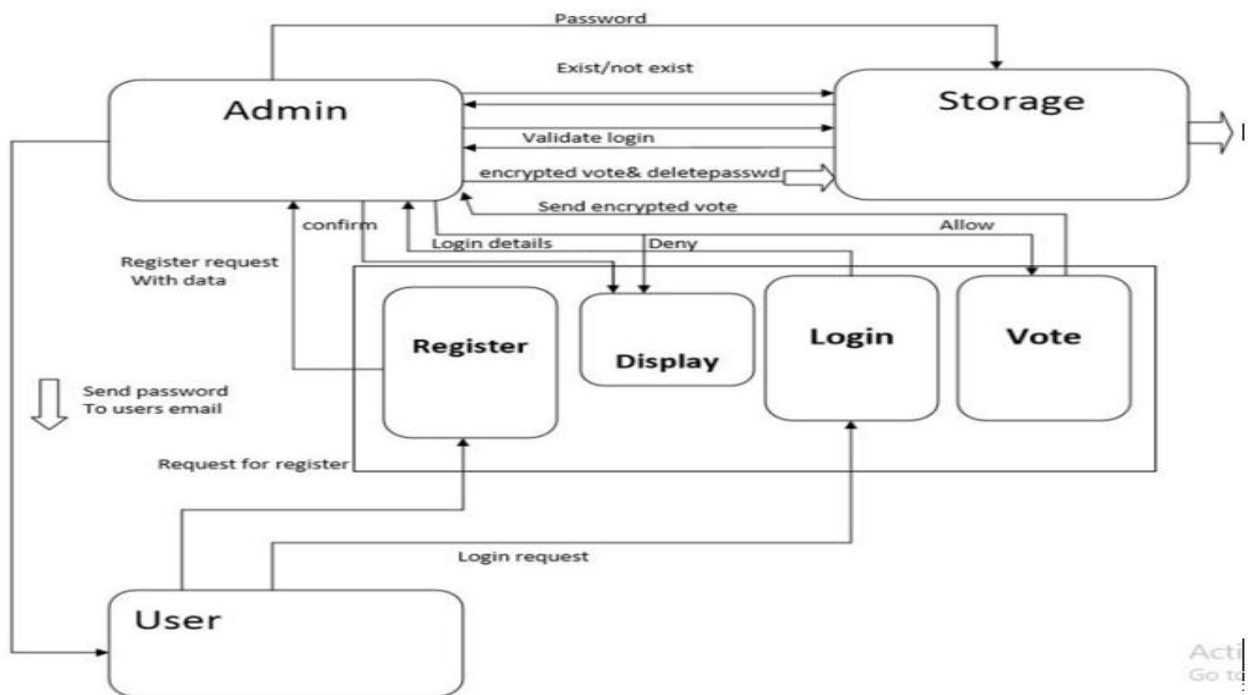 Password
Exist/not exist
Admin
Storage
Validate login
encrypted vote& deletepasswd
Send encrypted vote
confirm
Allow
Login details
Deny
Register request
With data
Register
Display
Login
Vote
Send password
To users email
Request for register
Login request
User
Acti
Go to